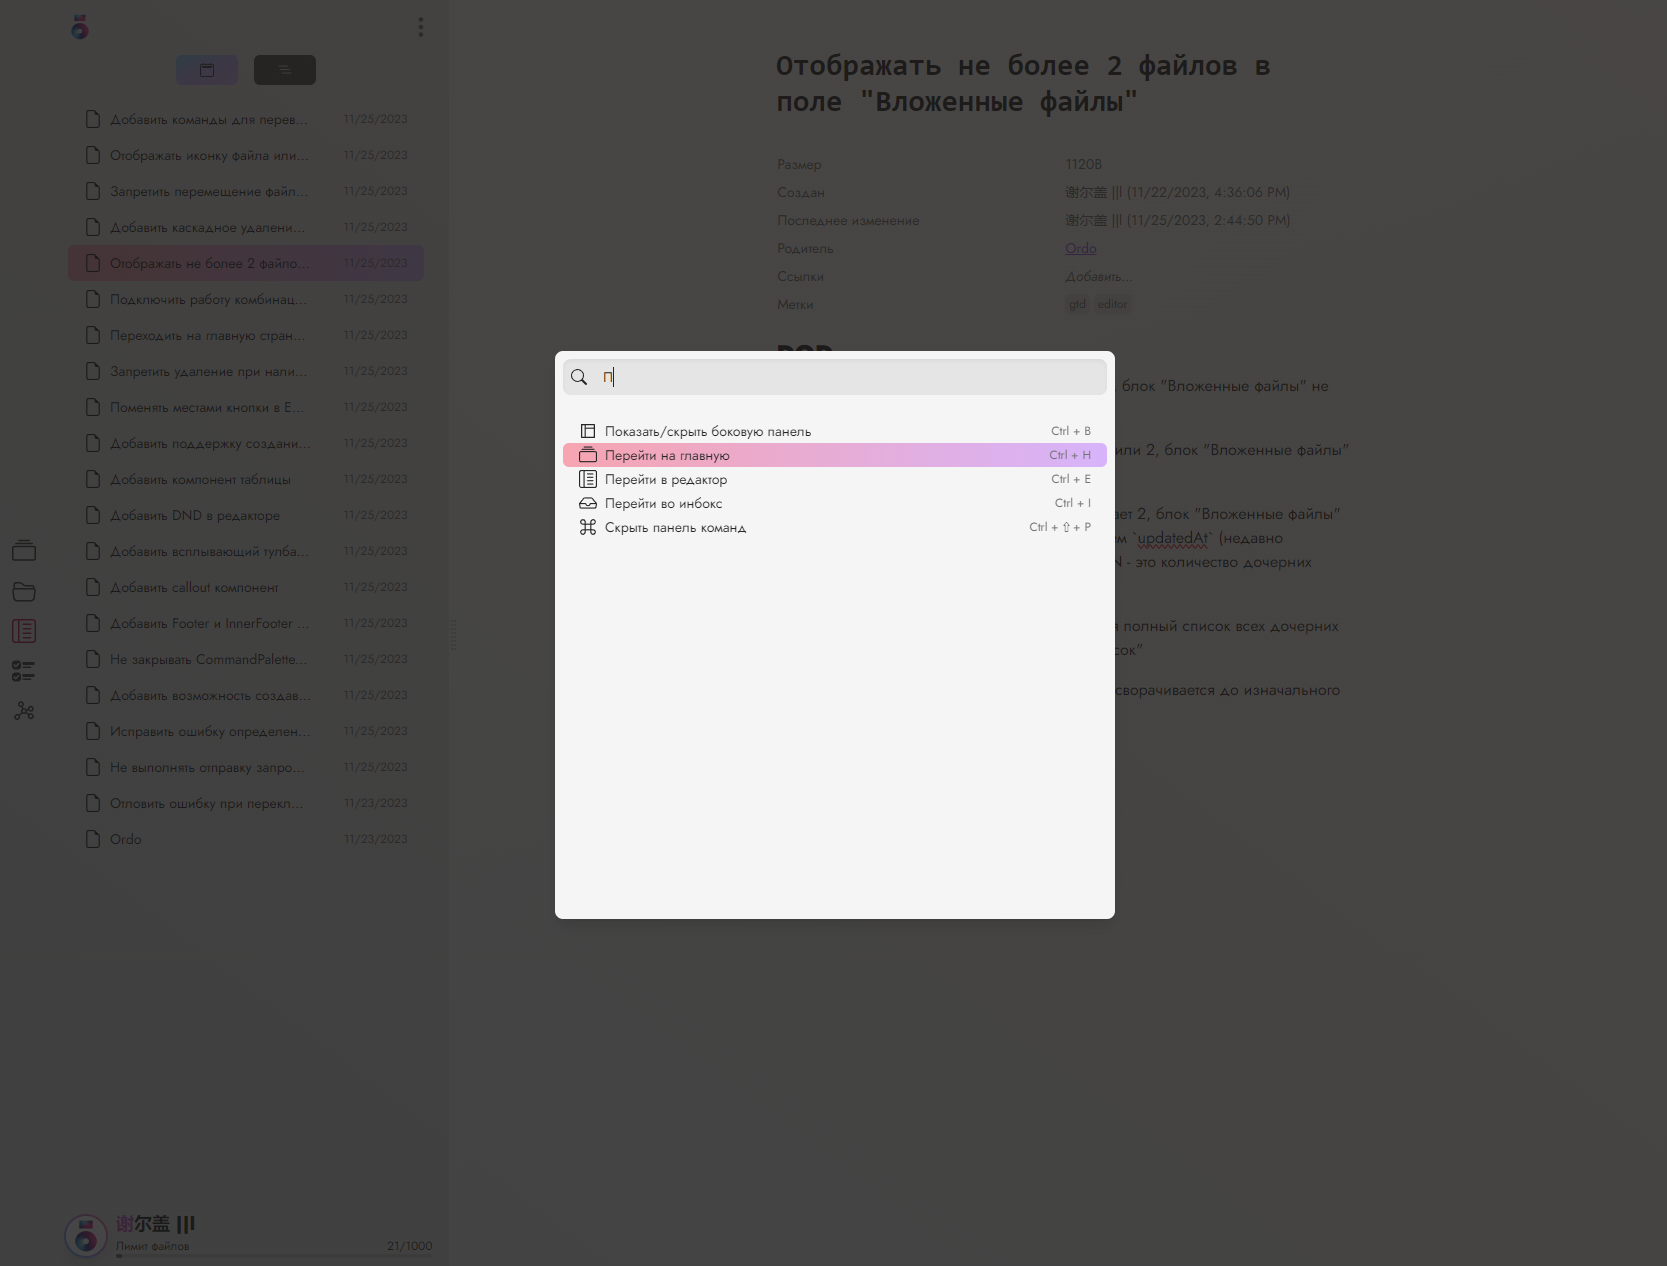 Добавить команды для перев...
11/25/2023
Отображать иконку файла или...
11/25/2023
Запретить перемещение файл...
11/25/2023
Добавить каскадное удалени...
11/25/2023
Отображать не более 2 файло...
11/25/2023
Подключить работу комбинац...
11/25/2023
Переходить на главную стран...
11/25/2023
Запретить удаление при нали...
11/25/2023
Поменять местами кнопки в E...
11/25/2023
Добавить поддержку создани...
11/25/2023
Добавить компонент таблицы
11/25/2023
Добавить DND в редакторе
11/25/2023
Добавить всплывающий тулба...
11/25/2023
Добавить callout компонент
11/25/2023
Добавить Footer и InnerFooter ...
11/25/2023
Не закрывать CommandPalette...
11/25/2023
Добавить возможность создав...
11/25/2023
Исправить ошибку определен...
11/25/2023
Не выполнять отправку запро...
11/25/2023
Отловить ошибку при перекл...
11/23/2023
Ordo
11/23/2023
谢尔盖 |||
Лимит файлов
21/1000
Отображать не более 2 файлов в
поле "Вложенные файлы"
Размер
1120B
Создан
谢尔盖 ||| (11/22/2023, 4:36:06 PM)
Последнее изменение
谢尔盖 ||| (11/25/2023, 2:44:50 PM)
Родитель
Ordo
Ссылки
Добавить...
Метки
gtd
editor
блок "Вложенные файлы" не
или 2, блок "Вложенные файлы"
2, блок "Вложенные файлы"
`updatedAt` (недавно
N - это количество дочерних
полный список всех дочерних
сворачивается до изначального
П
Показать/скрыть боковую панель
Ctrl + B
Перейти на главную
Ctrl + H
Перейти в редактор
Ctrl + E
Перейти во инбокс
Ctrl + I
Скрыть панель команд
Ctrl + ⇧ + P